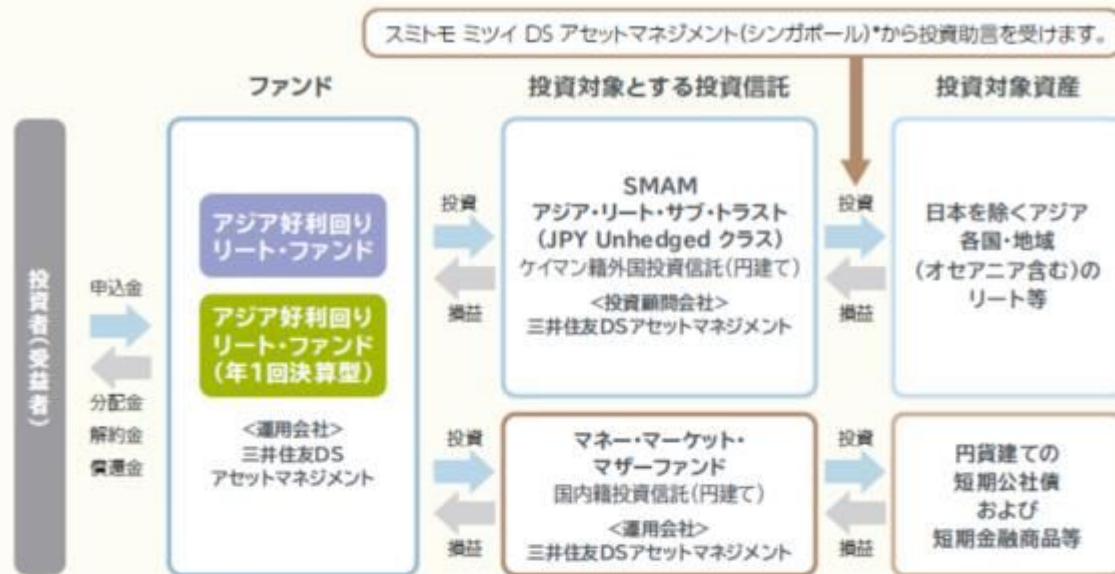 スミトモ ミツイ DS アセットマネジメント(シンガポール)*から投資助言を受けます。
ファンド
投資対象とする投資信託
投資対象資産
投資者(受益者)
申込金
分配金
解約金
償還金
アジア好利回り
リート・ファンド
アジア好利回り
リート・ファンド
(年1回決算型)
<運用会社>
三井住友DS
アセットマネジメント
投資
損益
SMAM
アジア・リート・サブ・トラスト
(JPY Unhedged クラス)
ケイマン籍外国投資信託(円建て)
<投資顧問会社>
三井住友DSアセットマネジメント
投資
損益
日本を除くアジア
各国・地域
(オセアニア含む)の
リート等
投資
損益
マネー・マーケット・
マザーファンド
国内籍投資信託(円建て)
<運用会社>
三井住友DSアセットマネジメント
投資
損益
円貨建ての
短期公社債
および
短期金融商品等